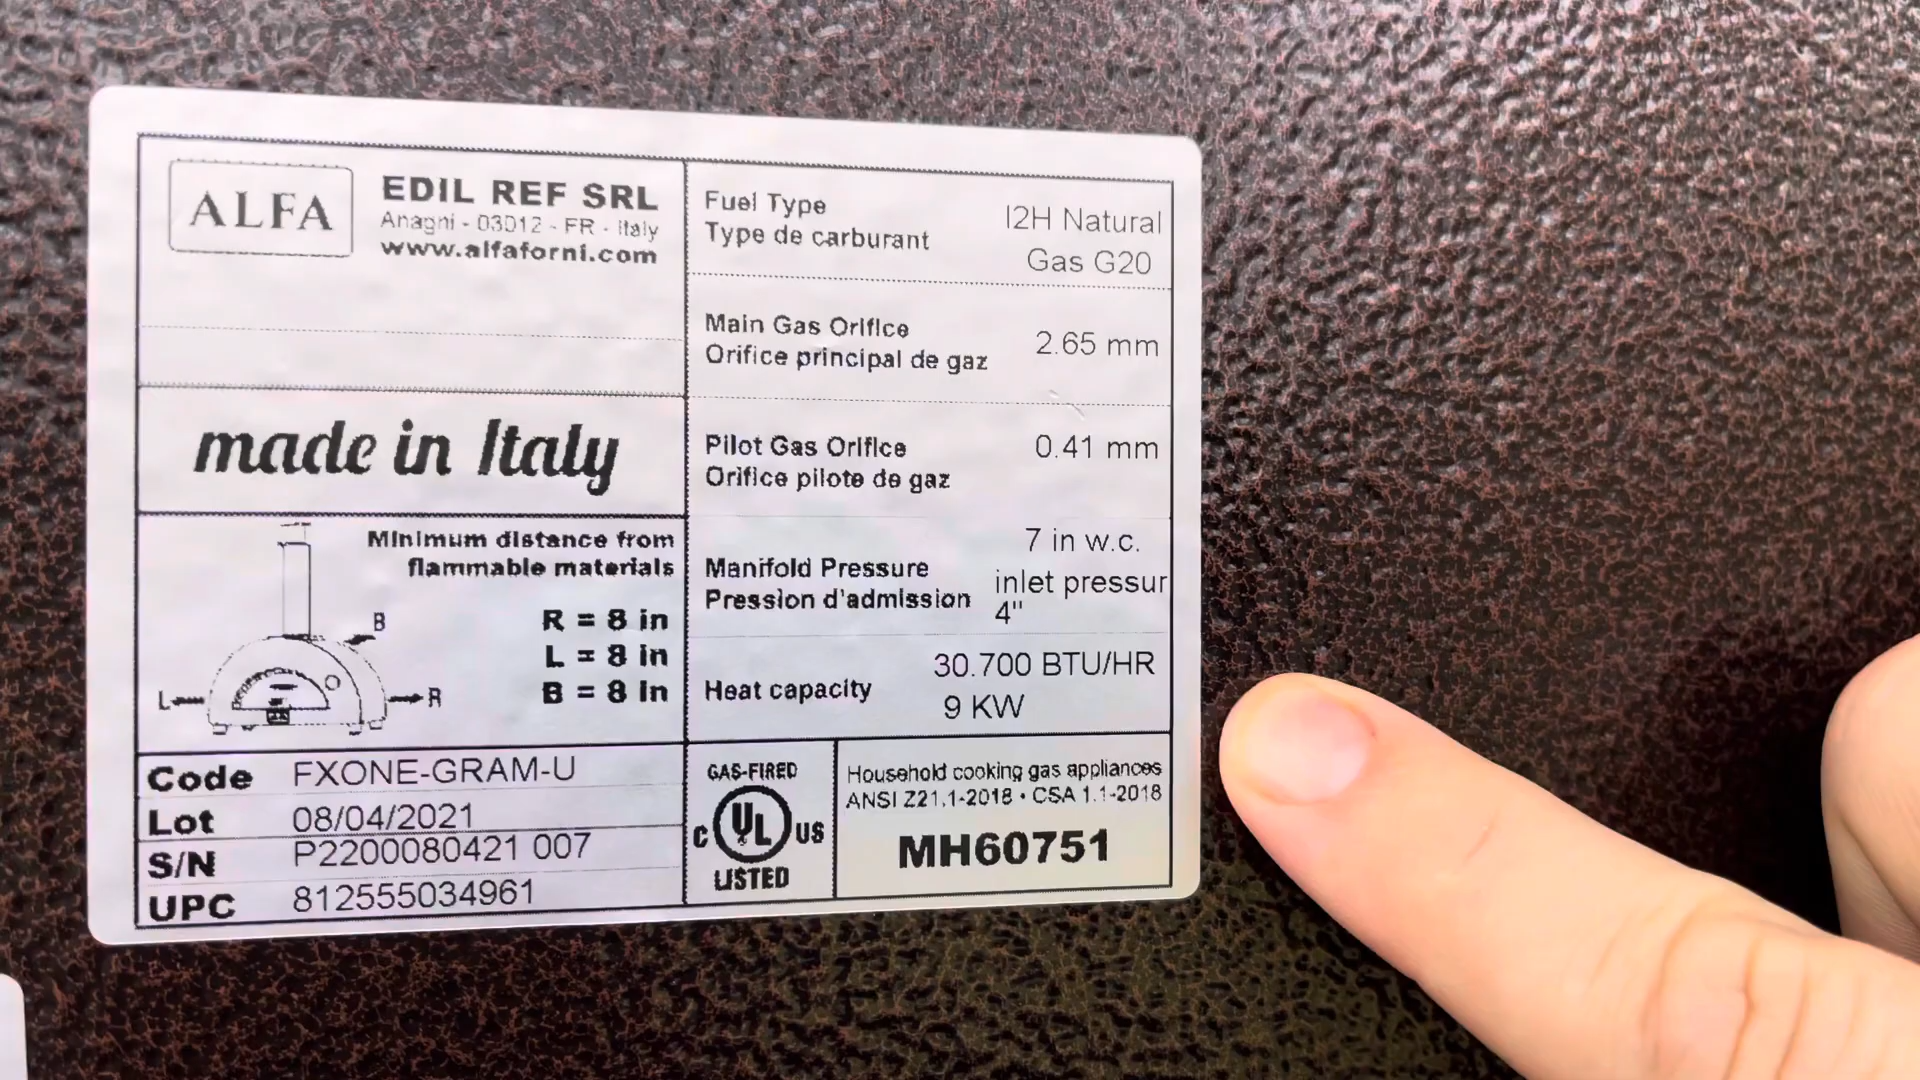 ALFA
EDIL REF SRL
Anagni - 03012 - FR - Italy
www.alfaforni.com
made in Italy
Minimum distance from
flammable materials
B
R = 8 in
L = 8 in
B = 8 in
L
R
Code FXONE-GRAM-U
Lot 08/04/2021
S/N P2200080421 007
UPC 812555034961
Fuel Type
Type de carburant
I2H Natural
Gas G20
Main Gas Orifice
Orifice principal de gaz
2.65 mm
Pilot Gas Orifice
Orifice pilote de gaz
0.41 mm
Manifold Pressure
Pression d'admission
7 in w.c.
inlet pressur
4"
Heat capacity
30.700 BTU/HR
9 KW
GAS-FIRED
C UL US
LISTED
Household cooking gas appliances
ANSI Z21.1-2018 • CSA 1.1-2018
MH60751